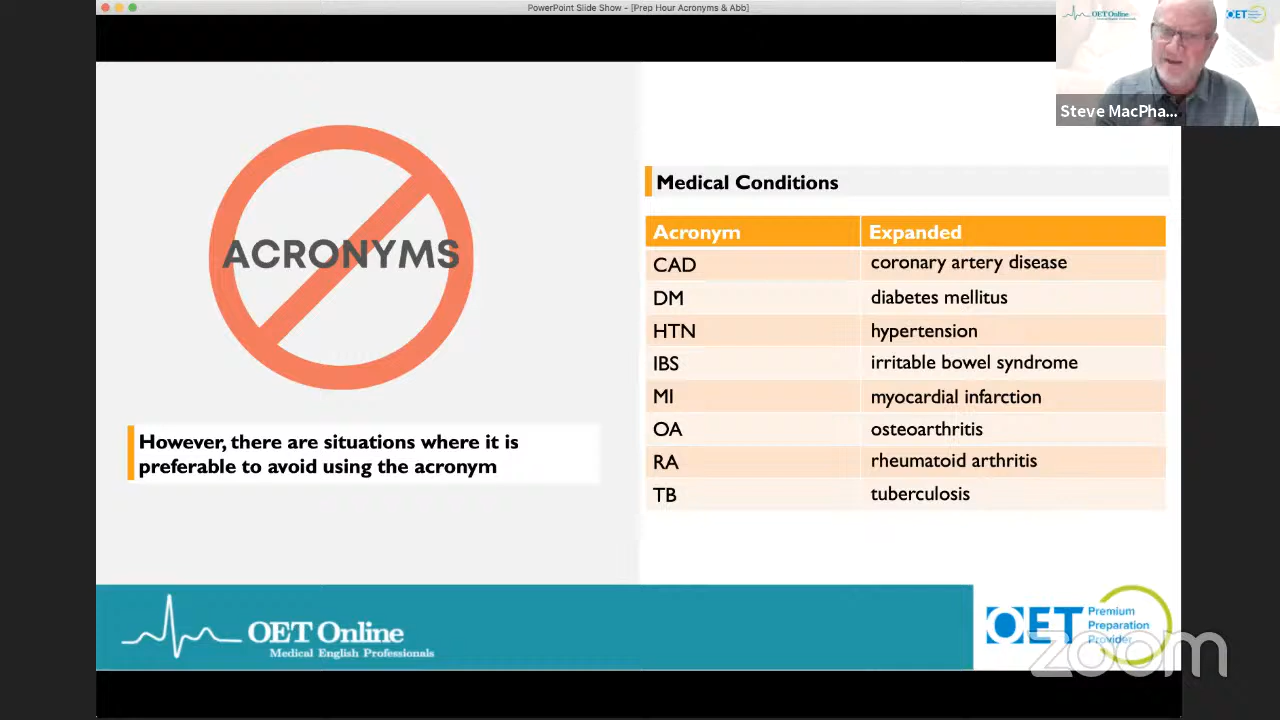 PowerPoint Slide Show - [Prep Hour Acronyms & Abb]
OET Online
OET
Steve MacPha...
ACRONYMS
However, there are situations where it is
preferable to avoid using the acronym
Medical Conditions
Acronym Expanded
CAD coronary artery disease
DM diabetes mellitus
HTN hypertension
IBS irritable bowel syndrome
MI myocardial infarction
OA osteoarthritis
RA rheumatoid arthritis
TB tuberculosis
OET Online
Medical English Professionals
OET
Premium
Preparation
Provider
zoom